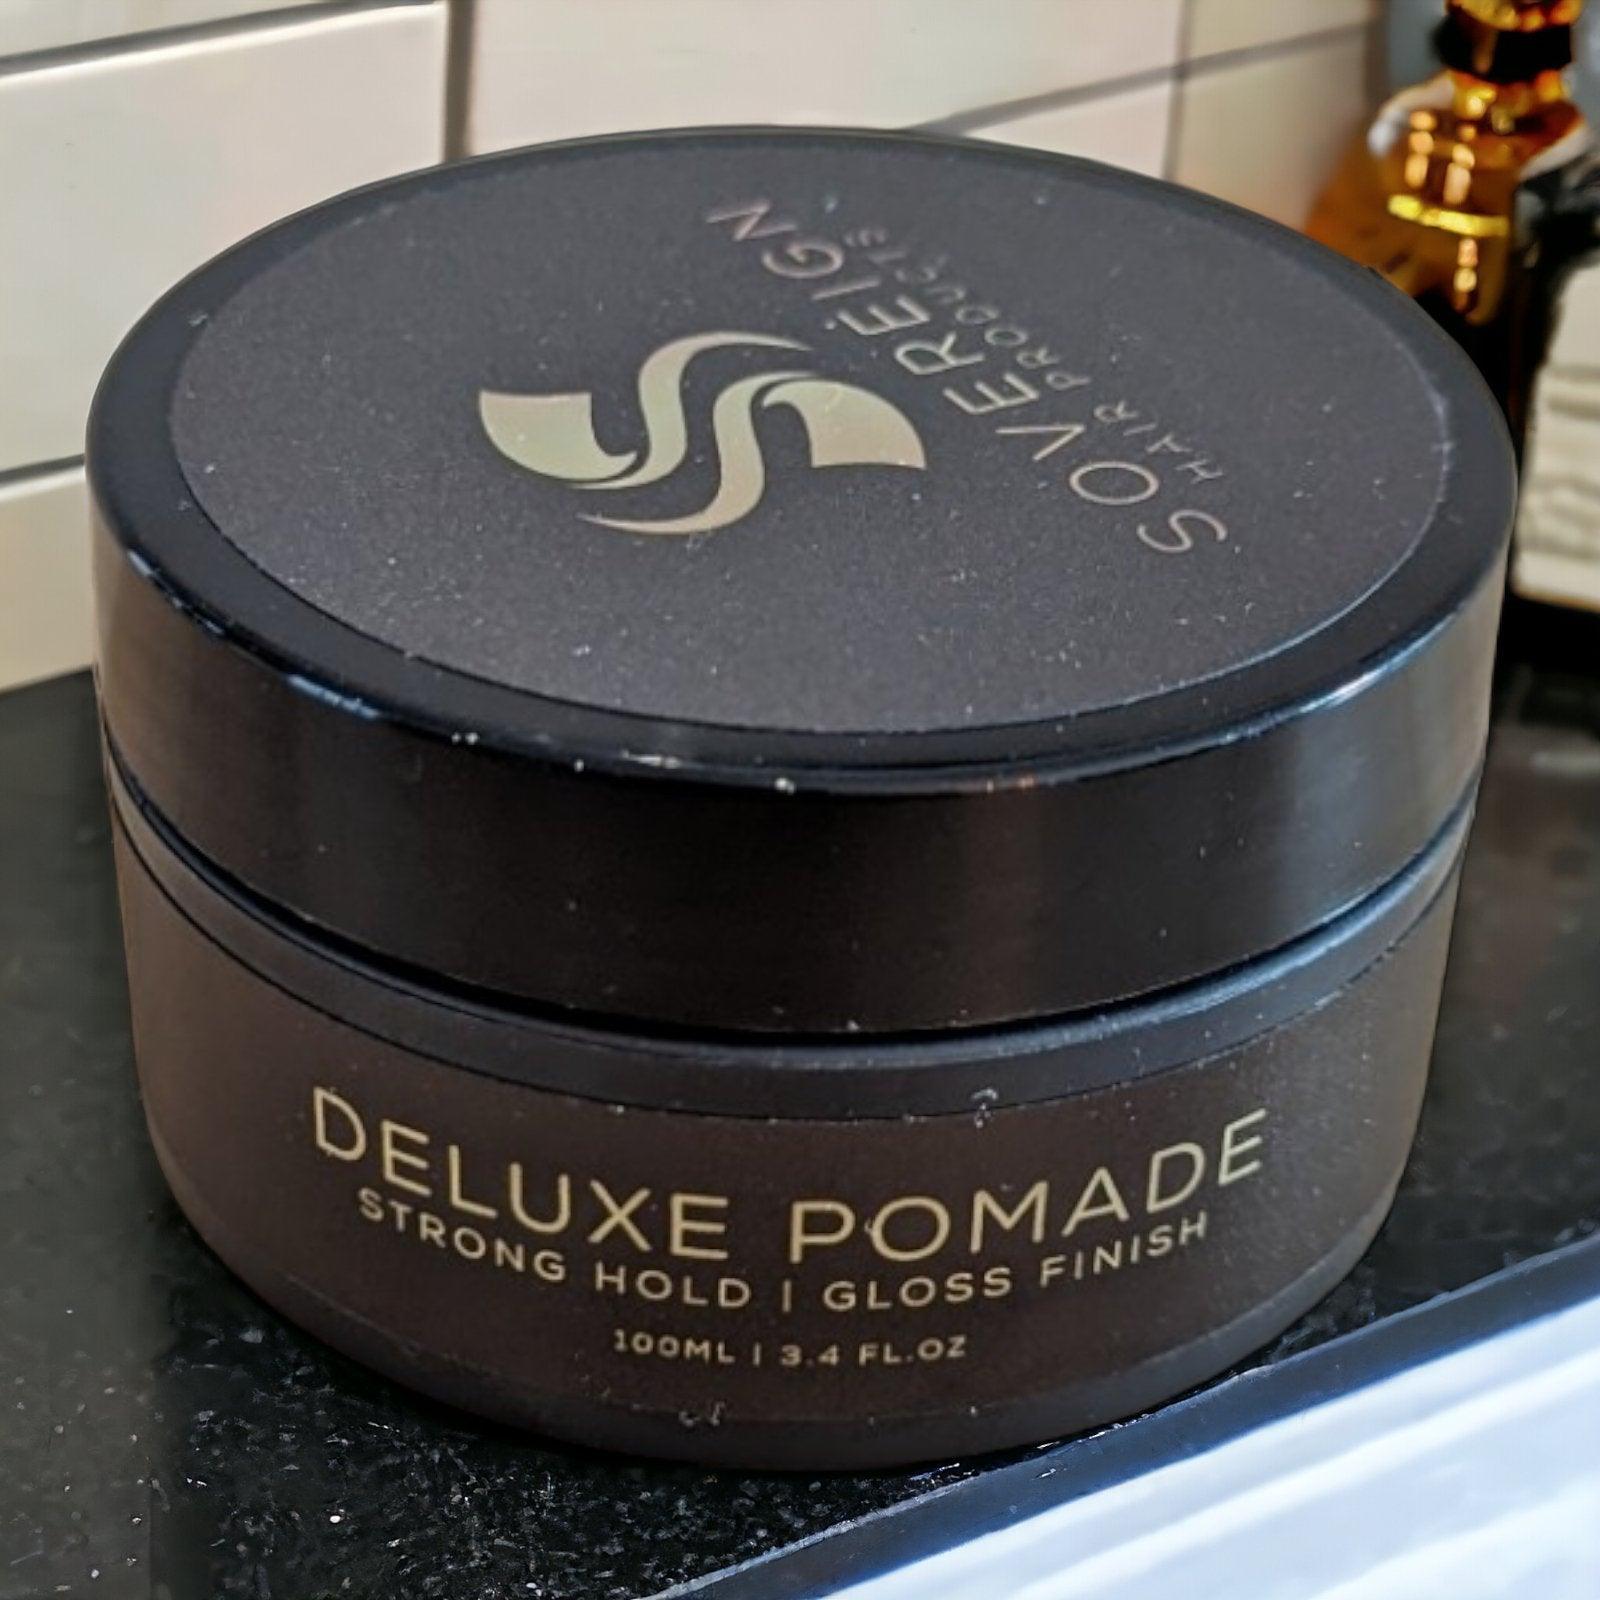 SOVEREIGN
HAIR PRODUCTS
DELUXE POMADE
STRONG HOLD | GLOSS FINISH
100ML | 3.4 FL.OZ